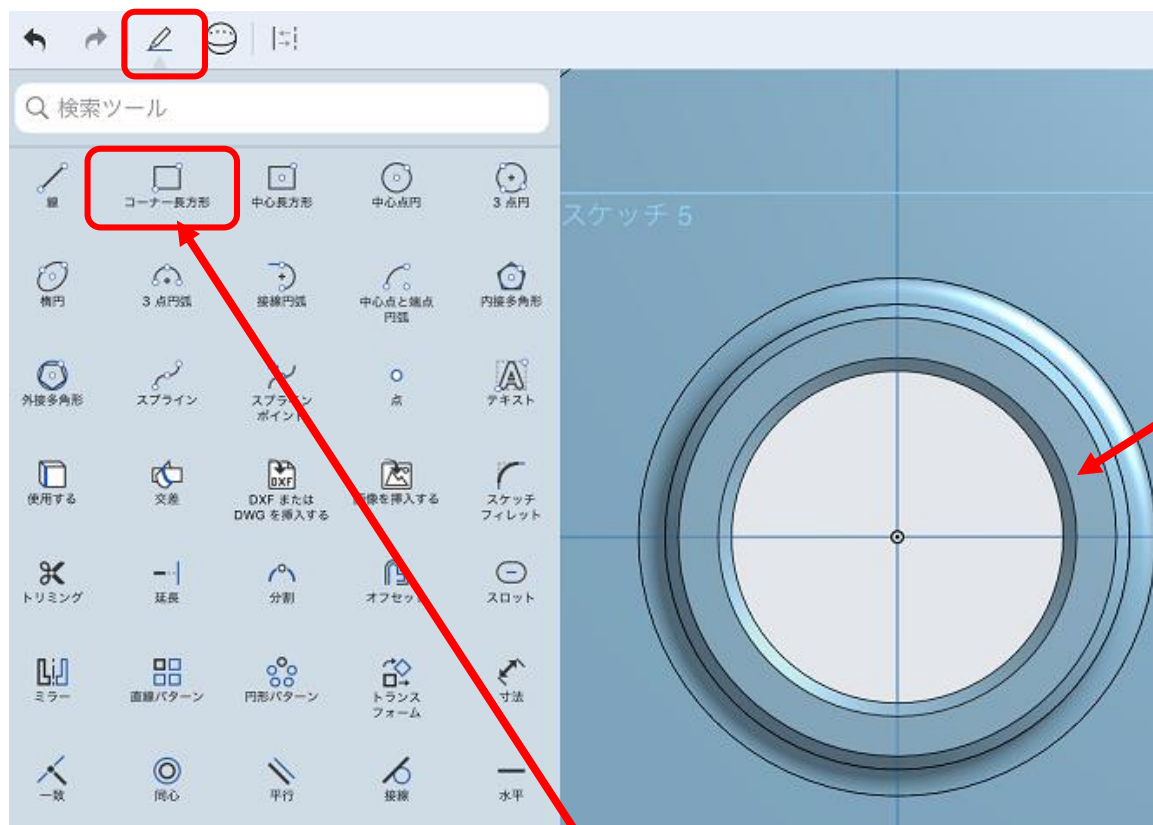 検索ツール
線
コーナー長方形
中心長方形
中心点円
3 点円
スケッチ 5
楕円
3 点円弧
接線円弧
中心点と端点
円弧
内接多角形
外接多角形
スプライン
スプライン
ポイント
点
テキスト
使用する
交差
DXF
DXF または
DWG を挿入する
画像を挿入する
スケッチ
フィレット
トリミング
延長
分割
オフセット
スロット
ミラー
直線パターン
円形パターン
トランス
フォーム
寸法
一致
同心
平行
接線
水平